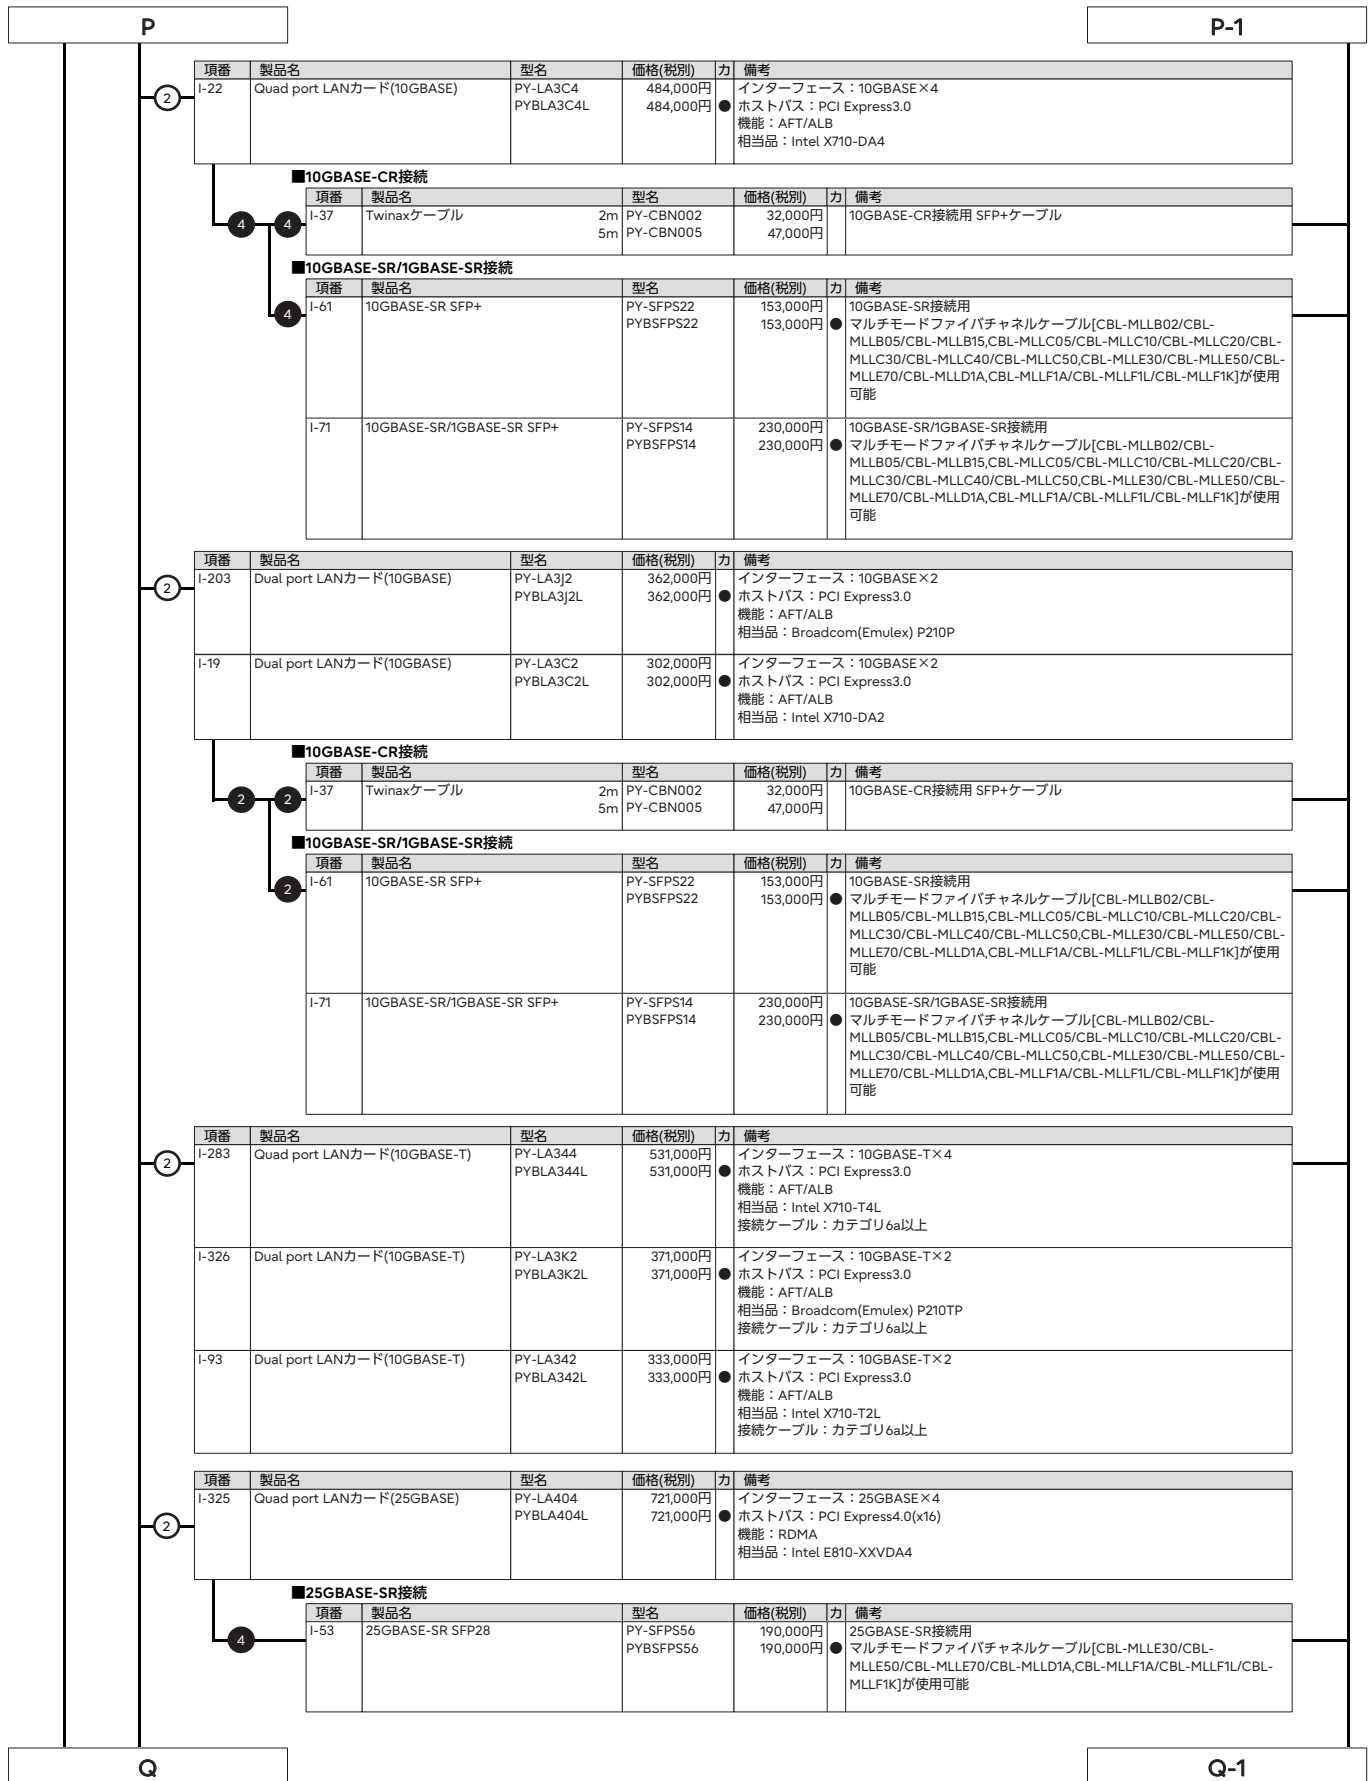 P
P-1
項番 製品名 型名 価格(税別) カ 備考
I-22 Quad port LANカード(10GBASE) PY-LA3C4 484,000円 インターフェース：10GBASE×4
PYBLA3C4L 484,000円 ● ホストバス：PCI Express3.0
機能：AFT/ALB
相当品：Intel X710-DA4
2
■10GBASE-CR接続
項番 製品名 型名 価格(税別) カ 備考
I-37 Twinaxケーブル 2m PY-CBN002 32,000円 10GBASE-CR接続用 SFP+ケーブル
4 4
5m PY-CBN005 47,000円
■10GBASE-SR/1GBASE-SR接続
項番 製品名 型名 価格(税別) カ 備考
I-61 10GBASE-SR SFP+ PY-SFPS22 153,000円 10GBASE-SR接続用
4
PYBSFPS22 153,000円 ● マルチモードファイバチャネルケーブル[CBL-MLLB02/CBL-
MLLB05/CBL-MLLB15,CBL-MLLC05/CBL-MLLC10/CBL-MLLC20/CBL-
MLLC30/CBL-MLLC40/CBL-MLLC50,CBL-MLLE30/CBL-MLLE50/CBL-
MLLE70/CBL-MLLD1A,CBL-MLLF1A/CBL-MLLF1L/CBL-MLLF1K]が使用
可能
I-71 10GBASE-SR/1GBASE-SR SFP+ PY-SFPS14 230,000円 10GBASE-SR/1GBASE-SR接続用
PYBSFPS14 230,000円 ● マルチモードファイバチャネルケーブル[CBL-MLLB02/CBL-
MLLB05/CBL-MLLB15,CBL-MLLC05/CBL-MLLC10/CBL-MLLC20/CBL-
MLLC30/CBL-MLLC40/CBL-MLLC50,CBL-MLLE30/CBL-MLLE50/CBL-
MLLE70/CBL-MLLD1A,CBL-MLLF1A/CBL-MLLF1L/CBL-MLLF1K]が使用
可能
項番 製品名 型名 価格(税別) カ 備考
I-203 Dual port LANカード(10GBASE) PY-LA3J2 362,000円 インターフェース：10GBASE×2
2
PYBLA3J2L 362,000円 ● ホストバス：PCI Express3.0
機能：AFT/ALB
相当品：Broadcom(Emulex) P210P
I-19 Dual port LANカード(10GBASE) PY-LA3C2 302,000円 インターフェース：10GBASE×2
PYBLA3C2L 302,000円 ● ホストバス：PCI Express3.0
機能：AFT/ALB
相当品：Intel X710-DA2
■10GBASE-CR接続
項番 製品名 型名 価格(税別) カ 備考
I-37 Twinaxケーブル 2m PY-CBN002 32,000円 10GBASE-CR接続用 SFP+ケーブル
2 2
5m PY-CBN005 47,000円
■10GBASE-SR/1GBASE-SR接続
項番 製品名 型名 価格(税別) カ 備考
I-61 10GBASE-SR SFP+ PY-SFPS22 153,000円 10GBASE-SR接続用
2
PYBSFPS22 153,000円 ● マルチモードファイバチャネルケーブル[CBL-MLLB02/CBL-
MLLB05/CBL-MLLB15,CBL-MLLC05/CBL-MLLC10/CBL-MLLC20/CBL-
MLLC30/CBL-MLLC40/CBL-MLLC50,CBL-MLLE30/CBL-MLLE50/CBL-
MLLE70/CBL-MLLD1A,CBL-MLLF1A/CBL-MLLF1L/CBL-MLLF1K]が使用
可能
I-71 10GBASE-SR/1GBASE-SR SFP+ PY-SFPS14 230,000円 10GBASE-SR/1GBASE-SR接続用
PYBSFPS14 230,000円 ● マルチモードファイバチャネルケーブル[CBL-MLLB02/CBL-
MLLB05/CBL-MLLB15,CBL-MLLC05/CBL-MLLC10/CBL-MLLC20/CBL-
MLLC30/CBL-MLLC40/CBL-MLLC50,CBL-MLLE30/CBL-MLLE50/CBL-
MLLE70/CBL-MLLD1A,CBL-MLLF1A/CBL-MLLF1L/CBL-MLLF1K]が使用
可能
項番 製品名 型名 価格(税別) カ 備考
I-283 Quad port LANカード(10GBASE-T) PY-LA344 531,000円 インターフェース：10GBASE-T×4
2
PYBLA344L 531,000円 ● ホストバス：PCI Express3.0
機能：AFT/ALB
相当品：Intel X710-T4L
接続ケーブル：カテゴリ6a以上
I-326 Dual port LANカード(10GBASE-T) PY-LA3K2 371,000円 インターフェース：10GBASE-T×2
PYBLA3K2L 371,000円 ● ホストバス：PCI Express3.0
機能：AFT/ALB
相当品：Broadcom(Emulex) P210TP
接続ケーブル：カテゴリ6a以上
I-93 Dual port LANカード(10GBASE-T) PY-LA342 333,000円 インターフェース：10GBASE-T×2
PYBLA342L 333,000円 ● ホストバス：PCI Express3.0
機能：AFT/ALB
相当品：Intel X710-T2L
接続ケーブル：カテゴリ6a以上
項番 製品名 型名 価格(税別) カ 備考
I-325 Quad port LANカード(25GBASE) PY-LA404 721,000円 インターフェース：25GBASE×4
PYBLA404L 721,000円 ● ホストバス：PCI Express4.0(x16)
2
機能：RDMA
相当品：Intel E810-XXVDA4
■25GBASE-SR接続
項番 製品名 型名 価格(税別) カ 備考
I-53 25GBASE-SR SFP28 PY-SFPS56 190,000円 25GBASE-SR接続用
4
PYBSFPS56 190,000円 ● マルチモードファイバチャネルケーブル[CBL-MLLE30/CBL-
MLLE50/CBL-MLLE70/CBL-MLLD1A,CBL-MLLF1A/CBL-MLLF1L/CBL-
MLLF1K]が使用可能
Q
Q-1